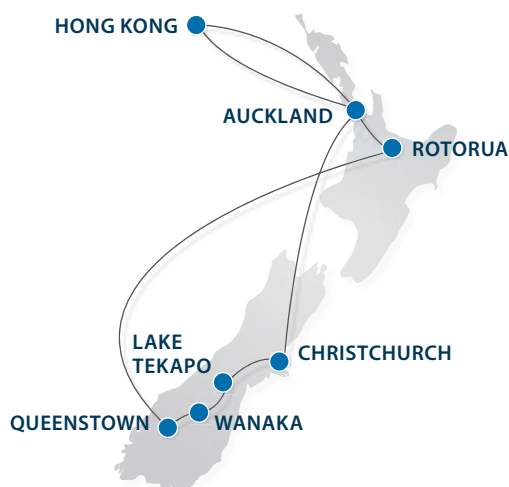 HONG KONG
AUCKLAND
ROTORUA
LAKE
TEKAPO
CHRISTCHURCH
QUEENSTOWN
WANAKA